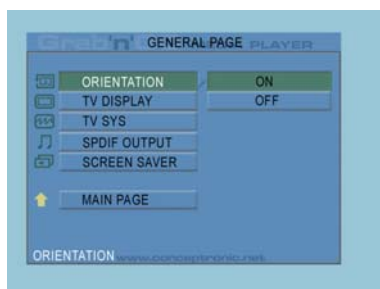 Grab'n' GENERAL PAGE PLAYER
ORIENTATION ON
TV DISPLAY OFF
TV SYS
SPDIF OUTPUT
SCREEN SAVER
MAIN PAGE
ORIENTATION www.conceptronic.net